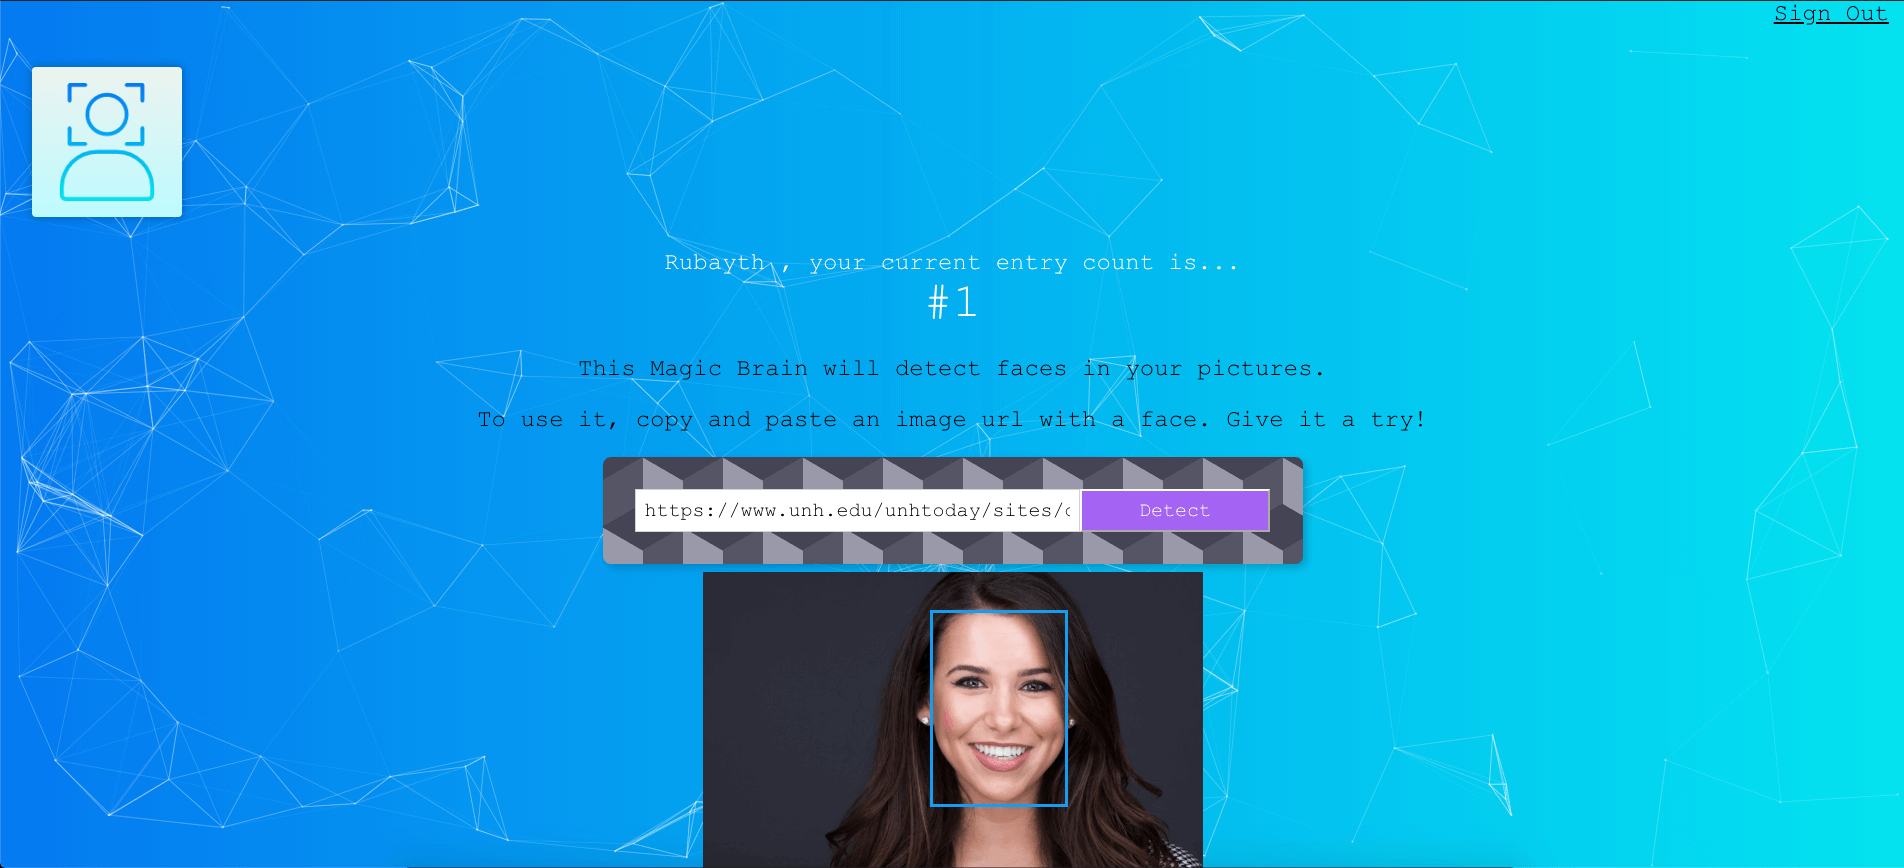 Sign Out
Rubayth , your current entry count is...
#1
This Magic Brain will detect faces in your pictures.
To use it, copy and paste an image url with a face. Give it a try!
https://www.unh.edu/unhtoday/sites/
Detect